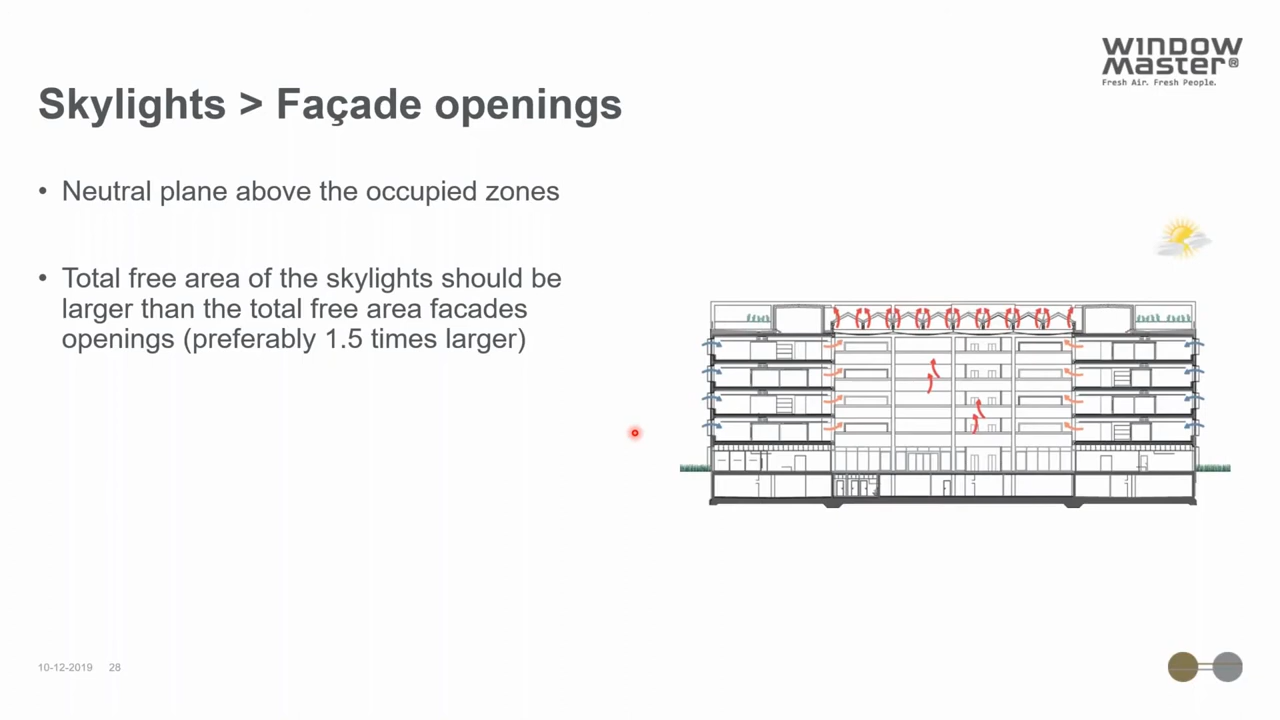 WINDOW
Master®
Fresh Air. Fresh People.
Skylights > Façade openings
• Neutral plane above the occupied zones
• Total free area of the skylights should be
larger than the total free area facades
openings (preferably 1.5 times larger)
10-12-2019 28